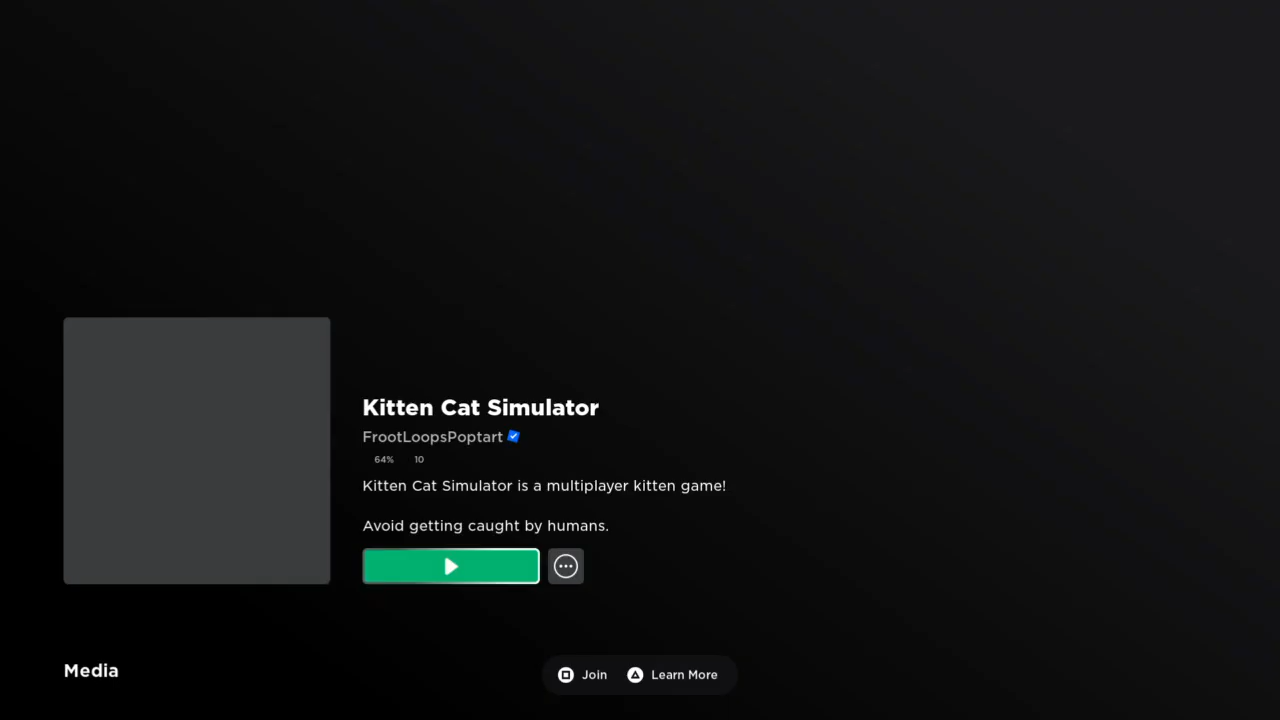 Kitten Cat Simulator
FrootLoopsPoptart
64% 10
Kitten Cat Simulator is a multiplayer kitten game!
Avoid getting caught by humans.
Media
Join Learn More